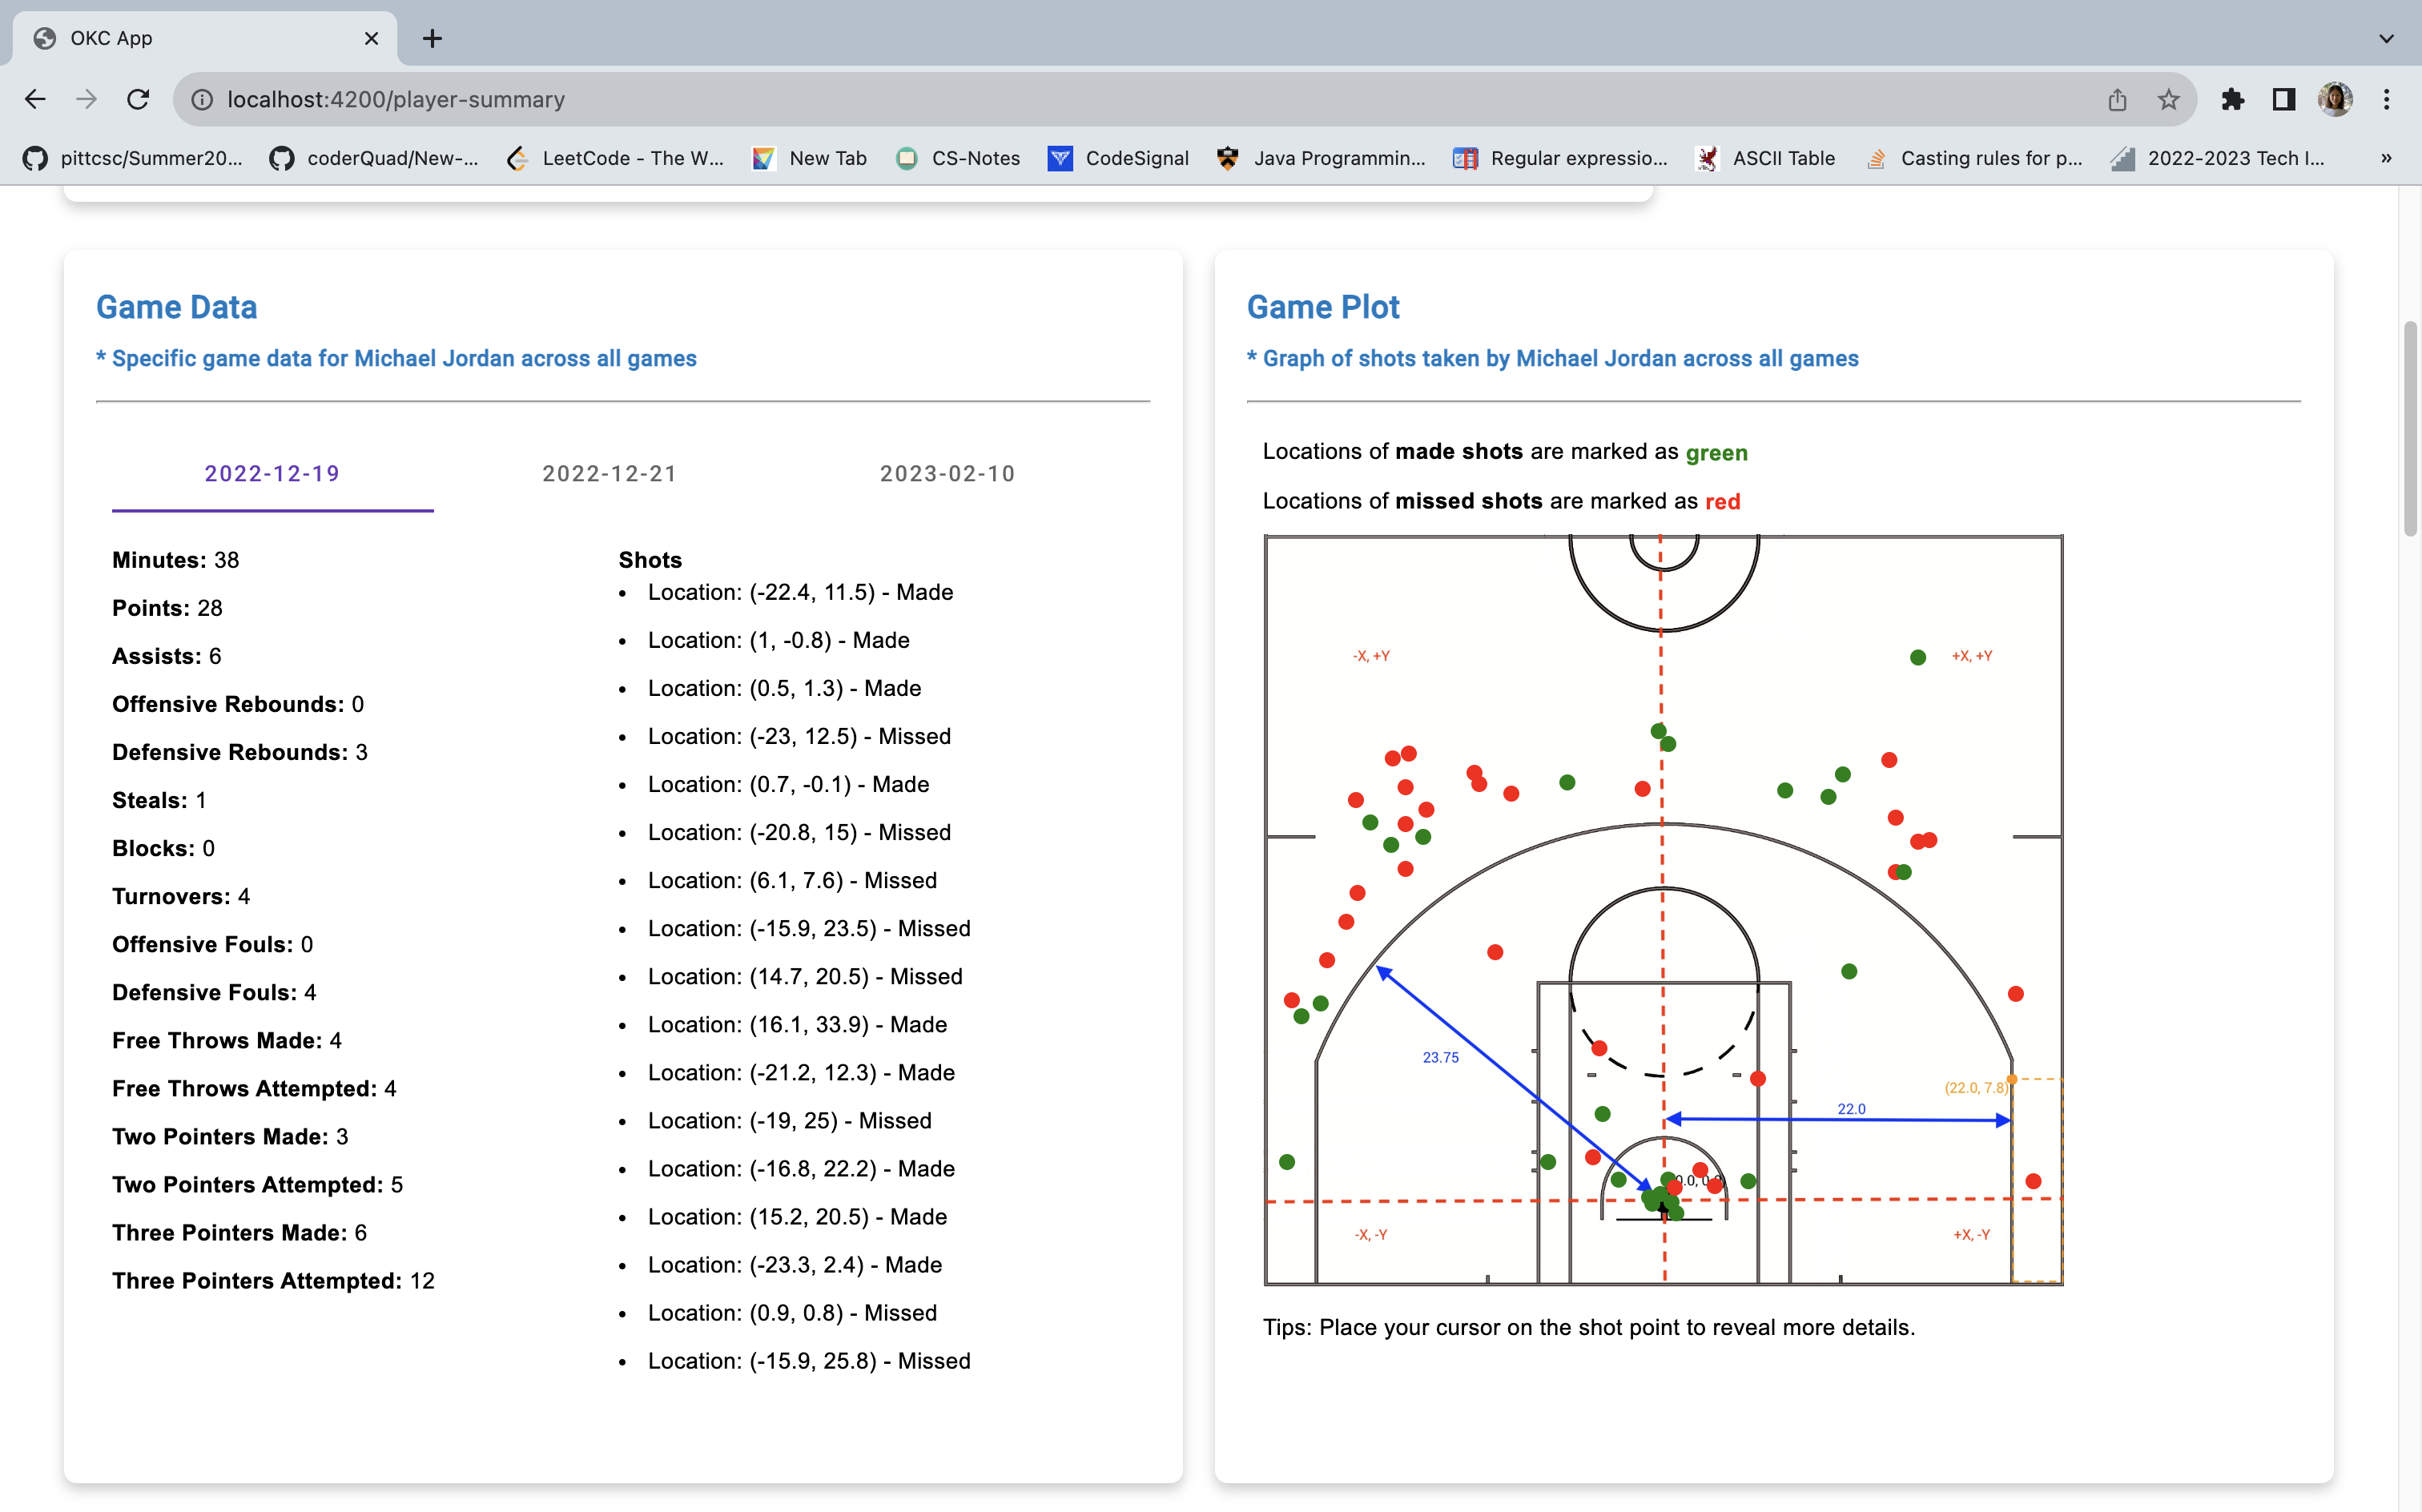 OKC App
localhost:4200/player-summary
pittcsc/Summer20...
coderQuad/New-...
LeetCode - The W...
New Tab
CS-Notes
CodeSignal
Java Programmin...
Regular expressio...
ASCII Table
Casting rules for p...
2022-2023 Tech I...
»
Game Data
* Specific game data for Michael Jordan across all games
2022-12-19
2022-12-21
2023-02-10
Minutes: 38
Points: 28
Assists: 6
Offensive Rebounds: 0
Defensive Rebounds: 3
Steals: 1
Blocks: 0
Turnovers: 4
Offensive Fouls: 0
Defensive Fouls: 4
Free Throws Made: 4
Free Throws Attempted: 4
Two Pointers Made: 3
Two Pointers Attempted: 5
Three Pointers Made: 6
Three Pointers Attempted: 12
Shots
• Location: (-22.4, 11.5) - Made
• Location: (1, -0.8) - Made
• Location: (0.5, 1.3) - Made
• Location: (-23, 12.5) - Missed
• Location: (0.7, -0.1) - Made
• Location: (-20.8, 15) - Missed
• Location: (6.1, 7.6) - Missed
• Location: (-15.9, 23.5) - Missed
• Location: (14.7, 20.5) - Missed
• Location: (16.1, 33.9) - Made
• Location: (-21.2, 12.3) - Made
• Location: (-19, 25) - Missed
• Location: (-16.8, 22.2) - Made
• Location: (15.2, 20.5) - Made
• Location: (-23.3, 2.4) - Made
• Location: (0.9, 0.8) - Missed
• Location: (-15.9, 25.8) - Missed
Game Plot
* Graph of shots taken by Michael Jordan across all games
Locations of made shots are marked as green
Locations of missed shots are marked as red
-X, +Y
+X, +Y
23.75
(22.0, 7.8)
22.0
-X, -Y
+X, -Y
Tips: Place your cursor on the shot point to reveal more details.